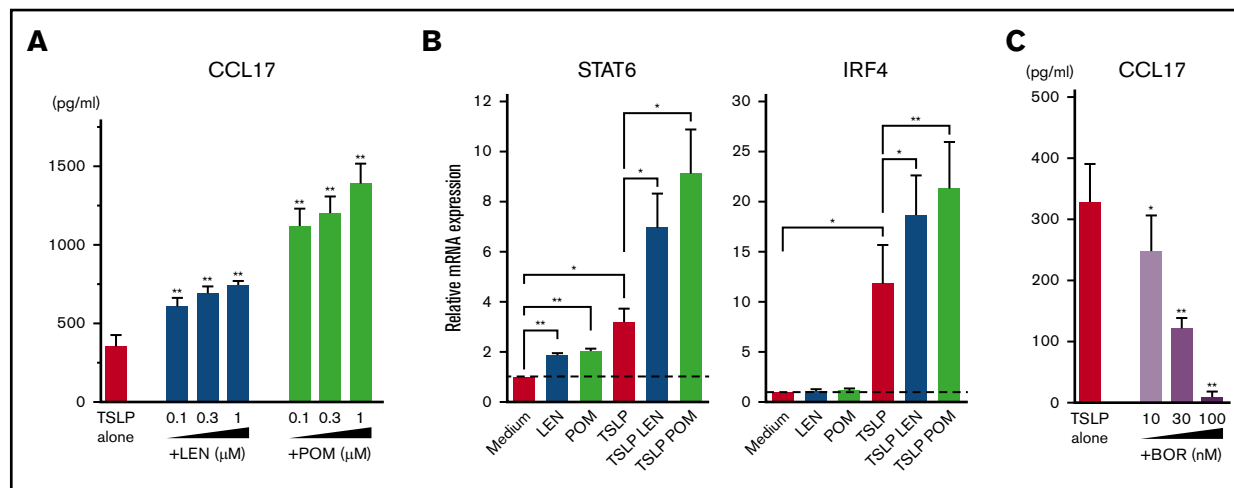 A
CCL17
(pg/ml)
1500
1000
500
0
**
**
**
**
**
**
TSLP
alone
0.1 0.3 1
+LEN (μM)
0.1 0.3 1
+POM (μM)
B
STAT6
Relative mRNA expression
12
10
8
6
4
2
0
*
*
*
**
**
Medium
LEN
POM
TSLP
TSLP LEN
TSLP POM
IRF4
30
25
20
15
10
5
0
**
*
*
Medium
LEN
POM
TSLP
TSLP LEN
TSLP POM
C
CCL17
(pg/ml)
500
400
300
200
100
0
*
**
**
TSLP
alone
10 30 100
+BOR (nM)